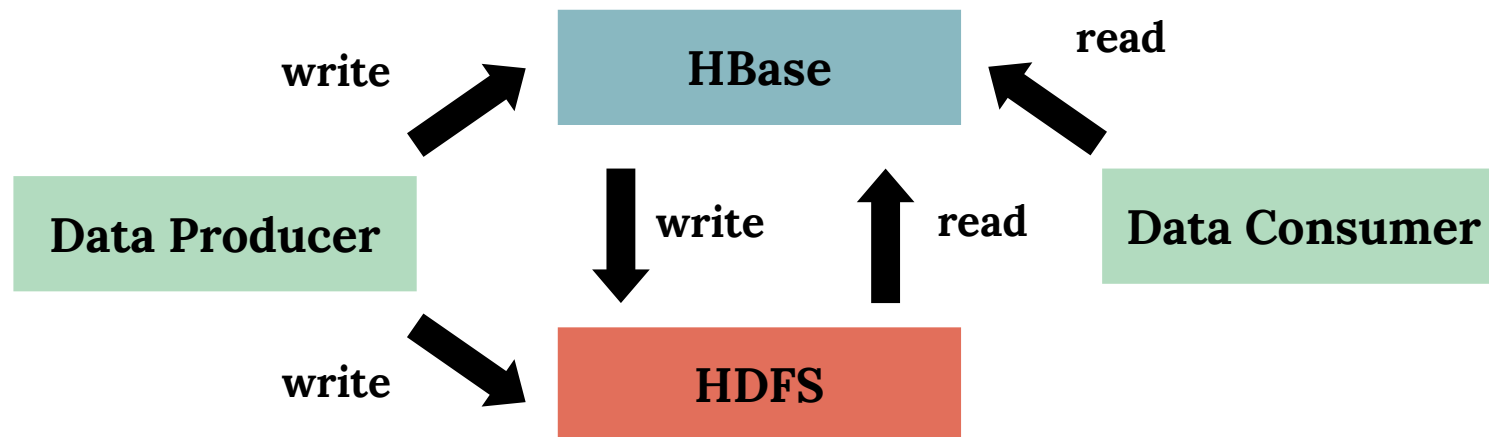 read
HBase
write
write
read
Data Consumer
Data Producer
write
HDFS